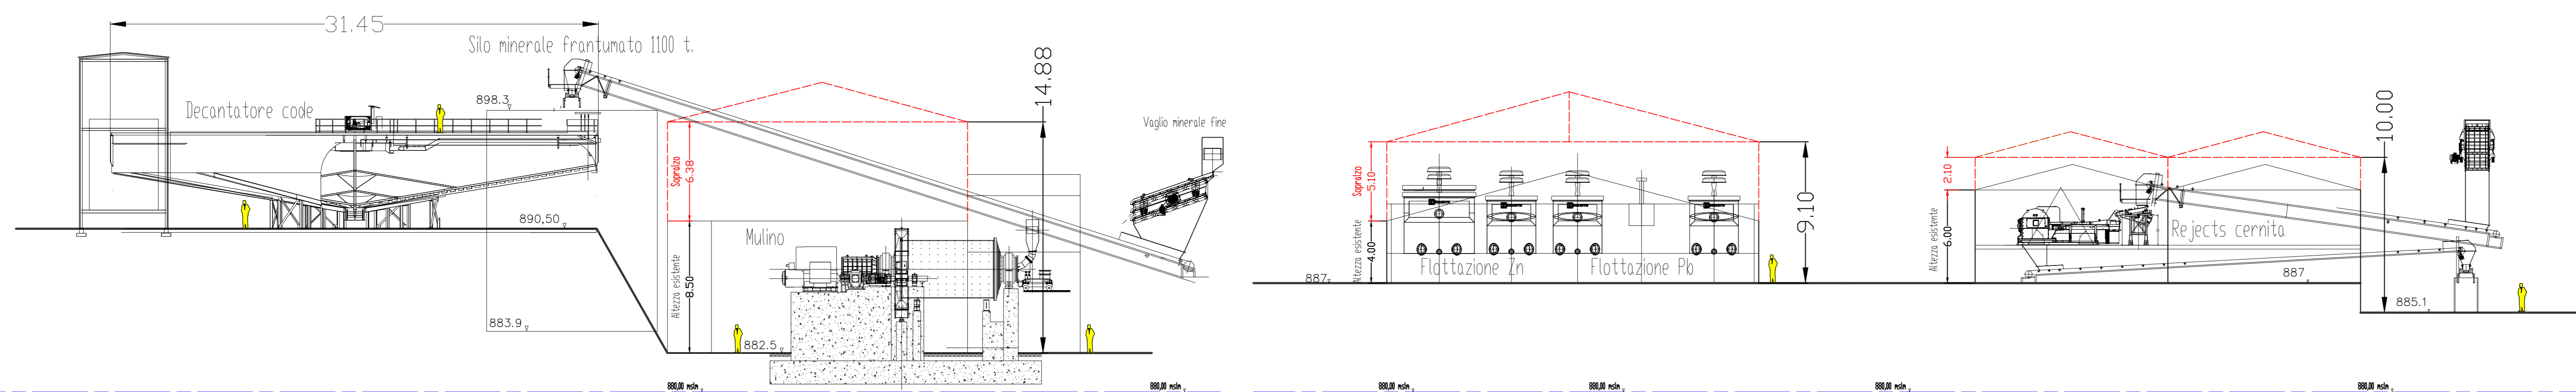 31.45
Silo minerale frantumato 1100 t.
14.88
Decantatore code
898.3
Vaglio minerale fine
10,00
Sopralzo
6.38
Sopralzo
5.10
2.10
890,50
Mulino
9,10
Altezza esistente
8.50
Altezza esistente
4.00
Altezza esistente
6.00
Rejects cernita
Flottazione Zn
Flottazione Pb
887
887
885.1
883.9
882.5
880,00 mslm
880,00 mslm
880,00 mslm
880,00 mslm
880,00 mslm
880,00 mslm